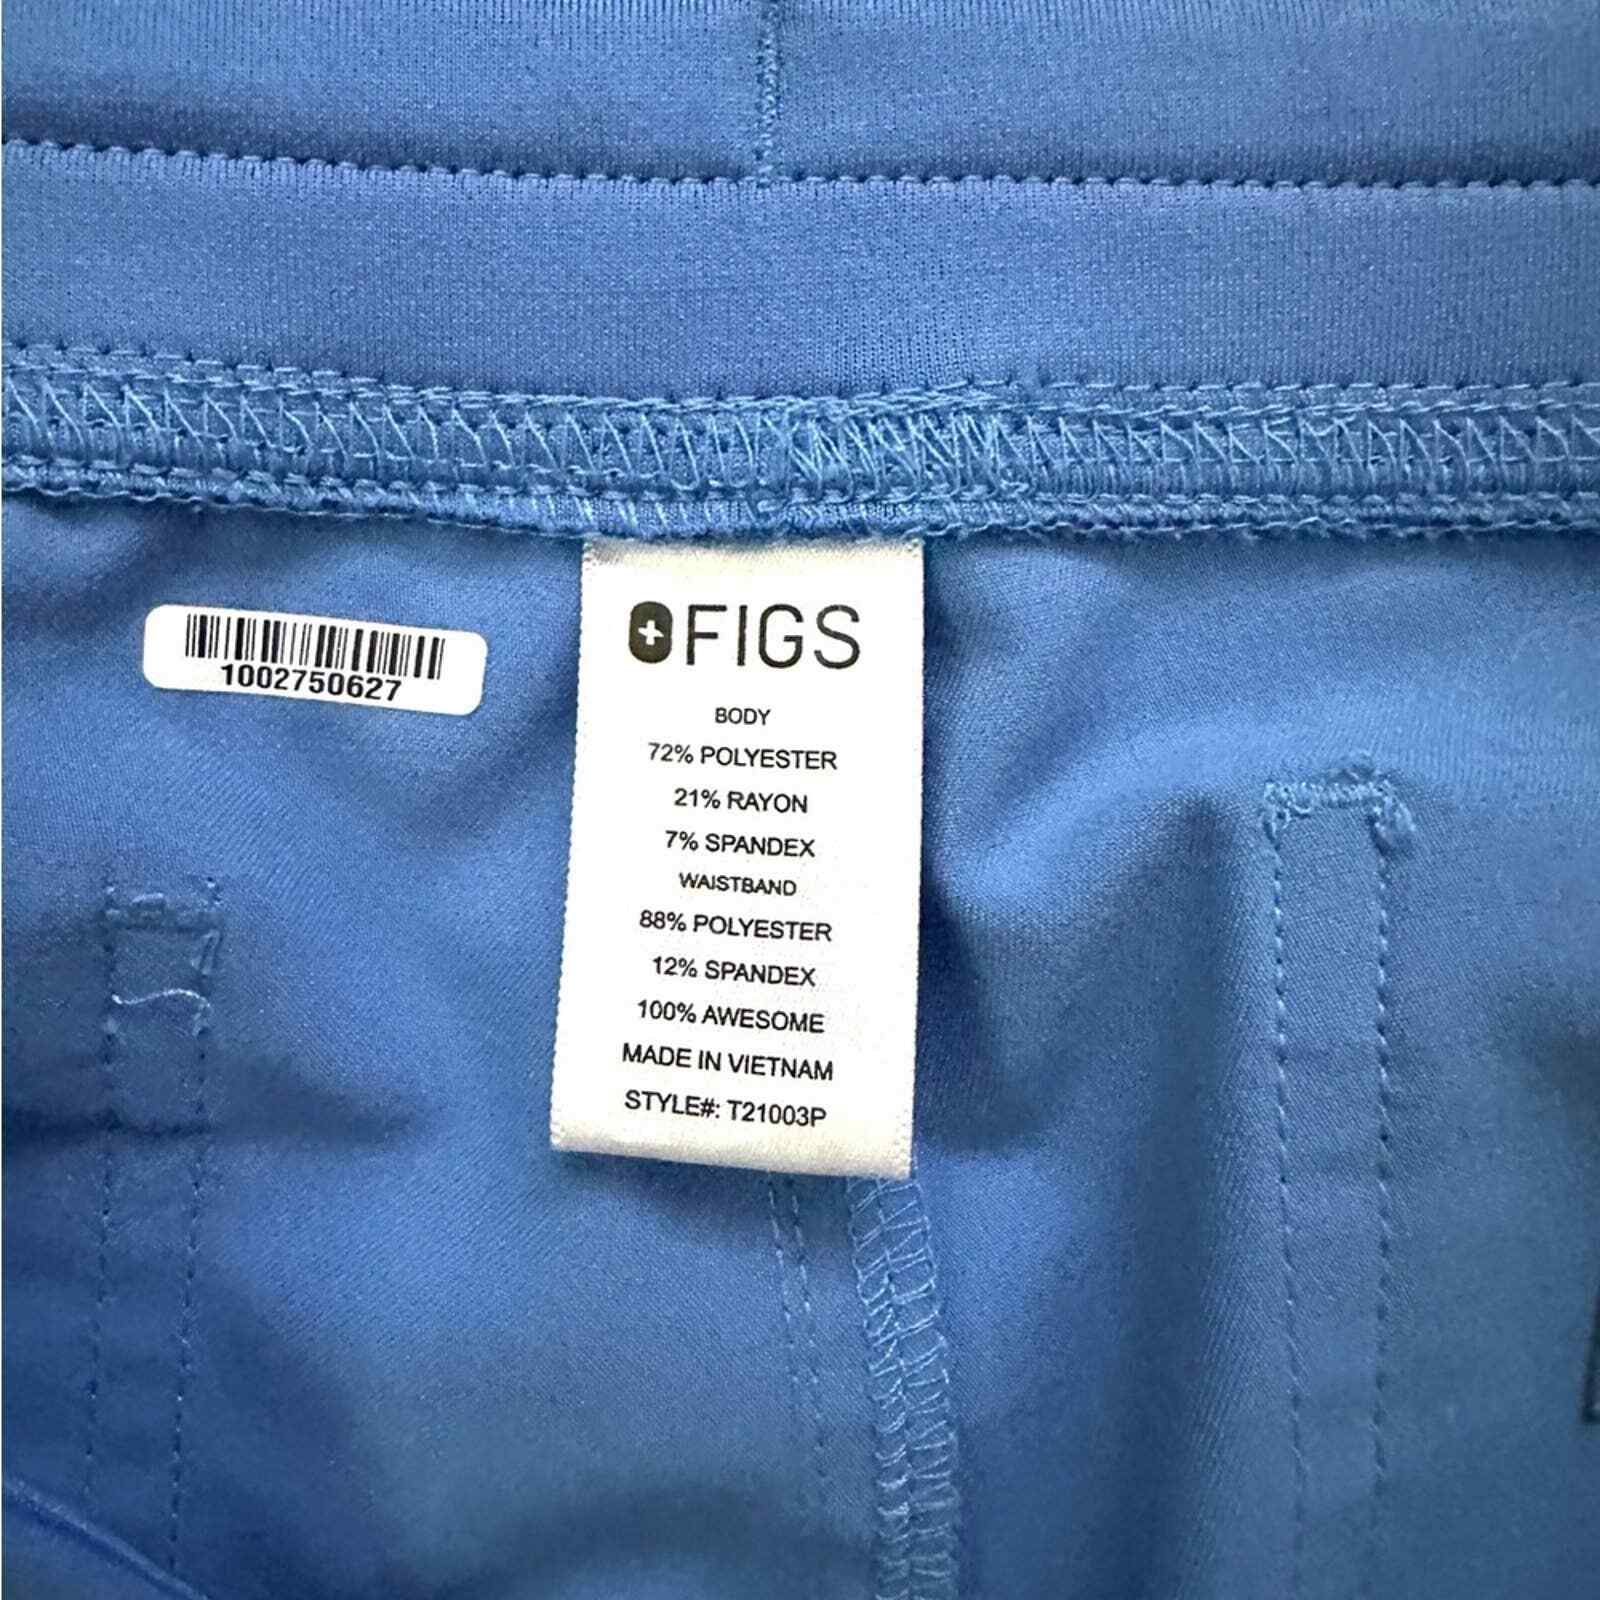 1002750627
FIGS
BODY
72% POLYESTER
21% RAYON
7% SPANDEX
WAISTBAND
88% POLYESTER
12% SPANDEX
100% AWESOME
MADE IN VIETNAM
STYLE#: T21003P